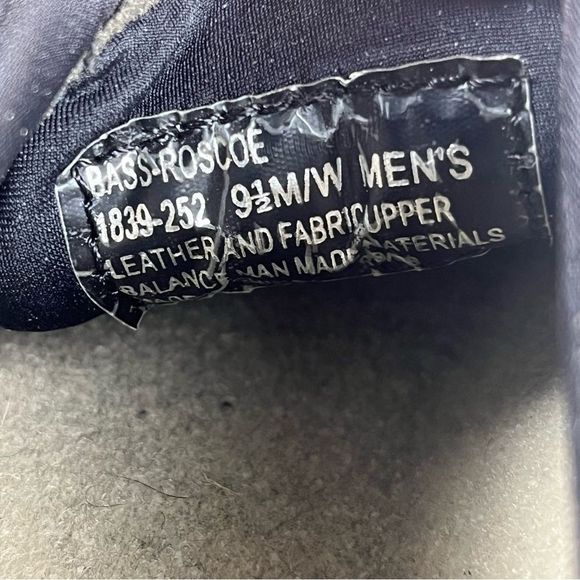 BASS-ROSCOE
1839-252 9½M/W MEN'S
LEATHER AND FABRIC UPPER
BALANCE MAN MADE MATERIALS